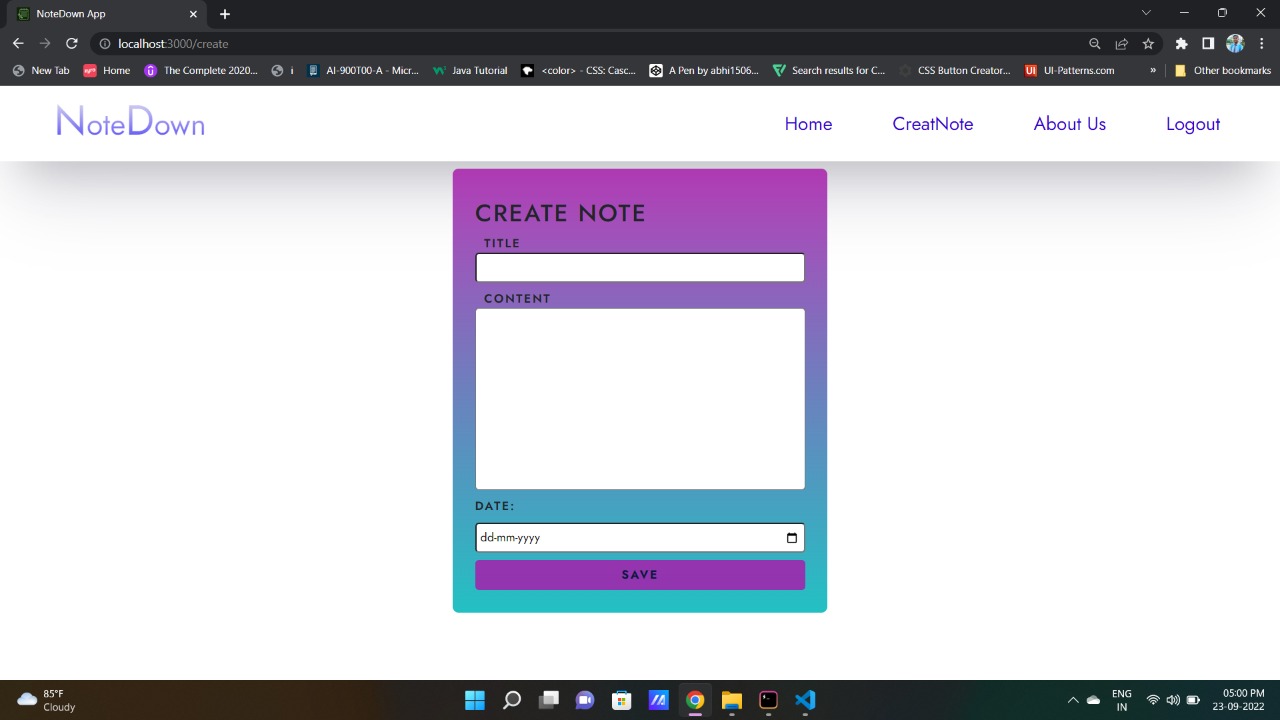 NoteDown App
localhost:3000/create
New Tab Home The Complete 2020... i AI-900T00-A - Micr... Java Tutorial <color> - CSS: Casc... A Pen by abhi1506... Search results for C... CSS Button Creator... UI-Patterns.com » Other bookmarks
NoteDown Home CreatNote About Us Logout
CREATE NOTE
TITLE
CONTENT
DATE:
dd-mm-yyyy
SAVE
85°F
Cloudy
ENG
IN
05:00 PM
23-09-2022